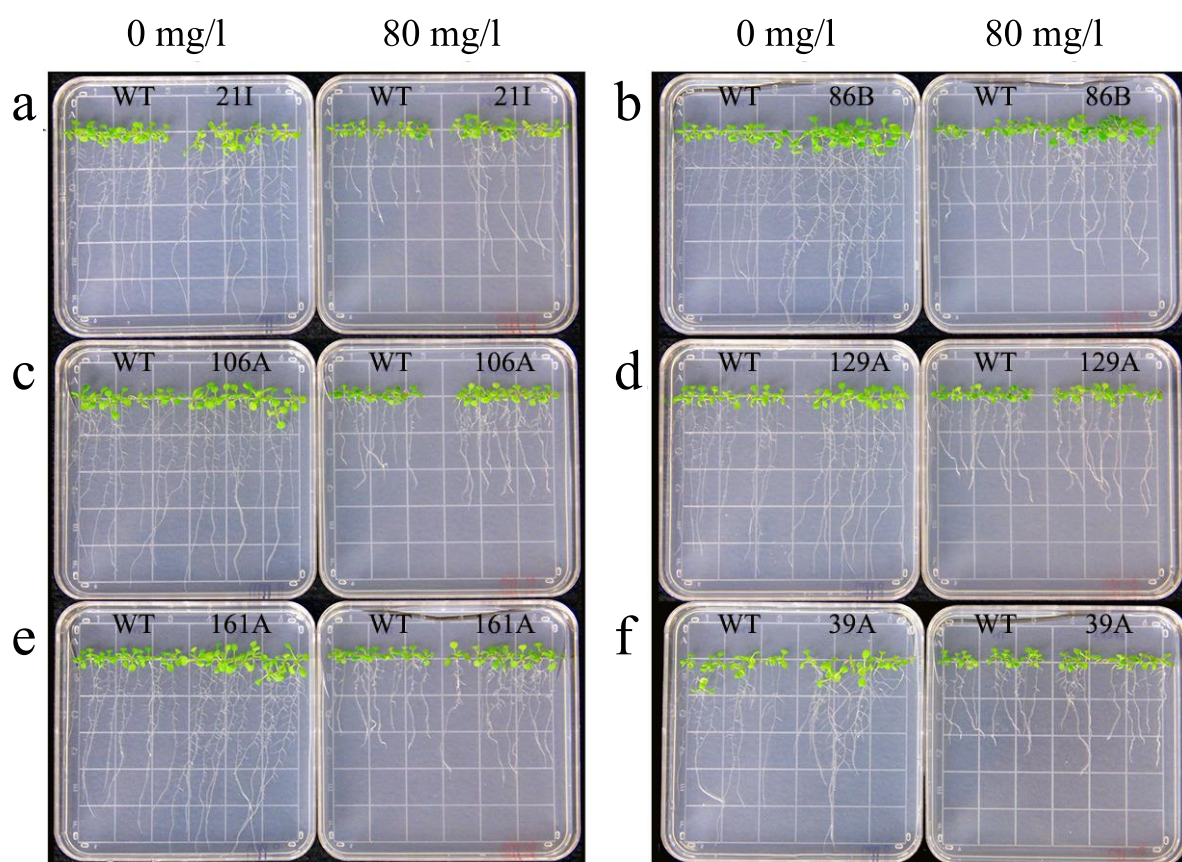 0 mg/l 80 mg/l 0 mg/l 80 mg/l
a WT 21I WT 21I b WT 86B WT 86B
c WT 106A WT 106A d WT 129A WT 129A
e WT 161A WT 161A f WT 39A WT 39A